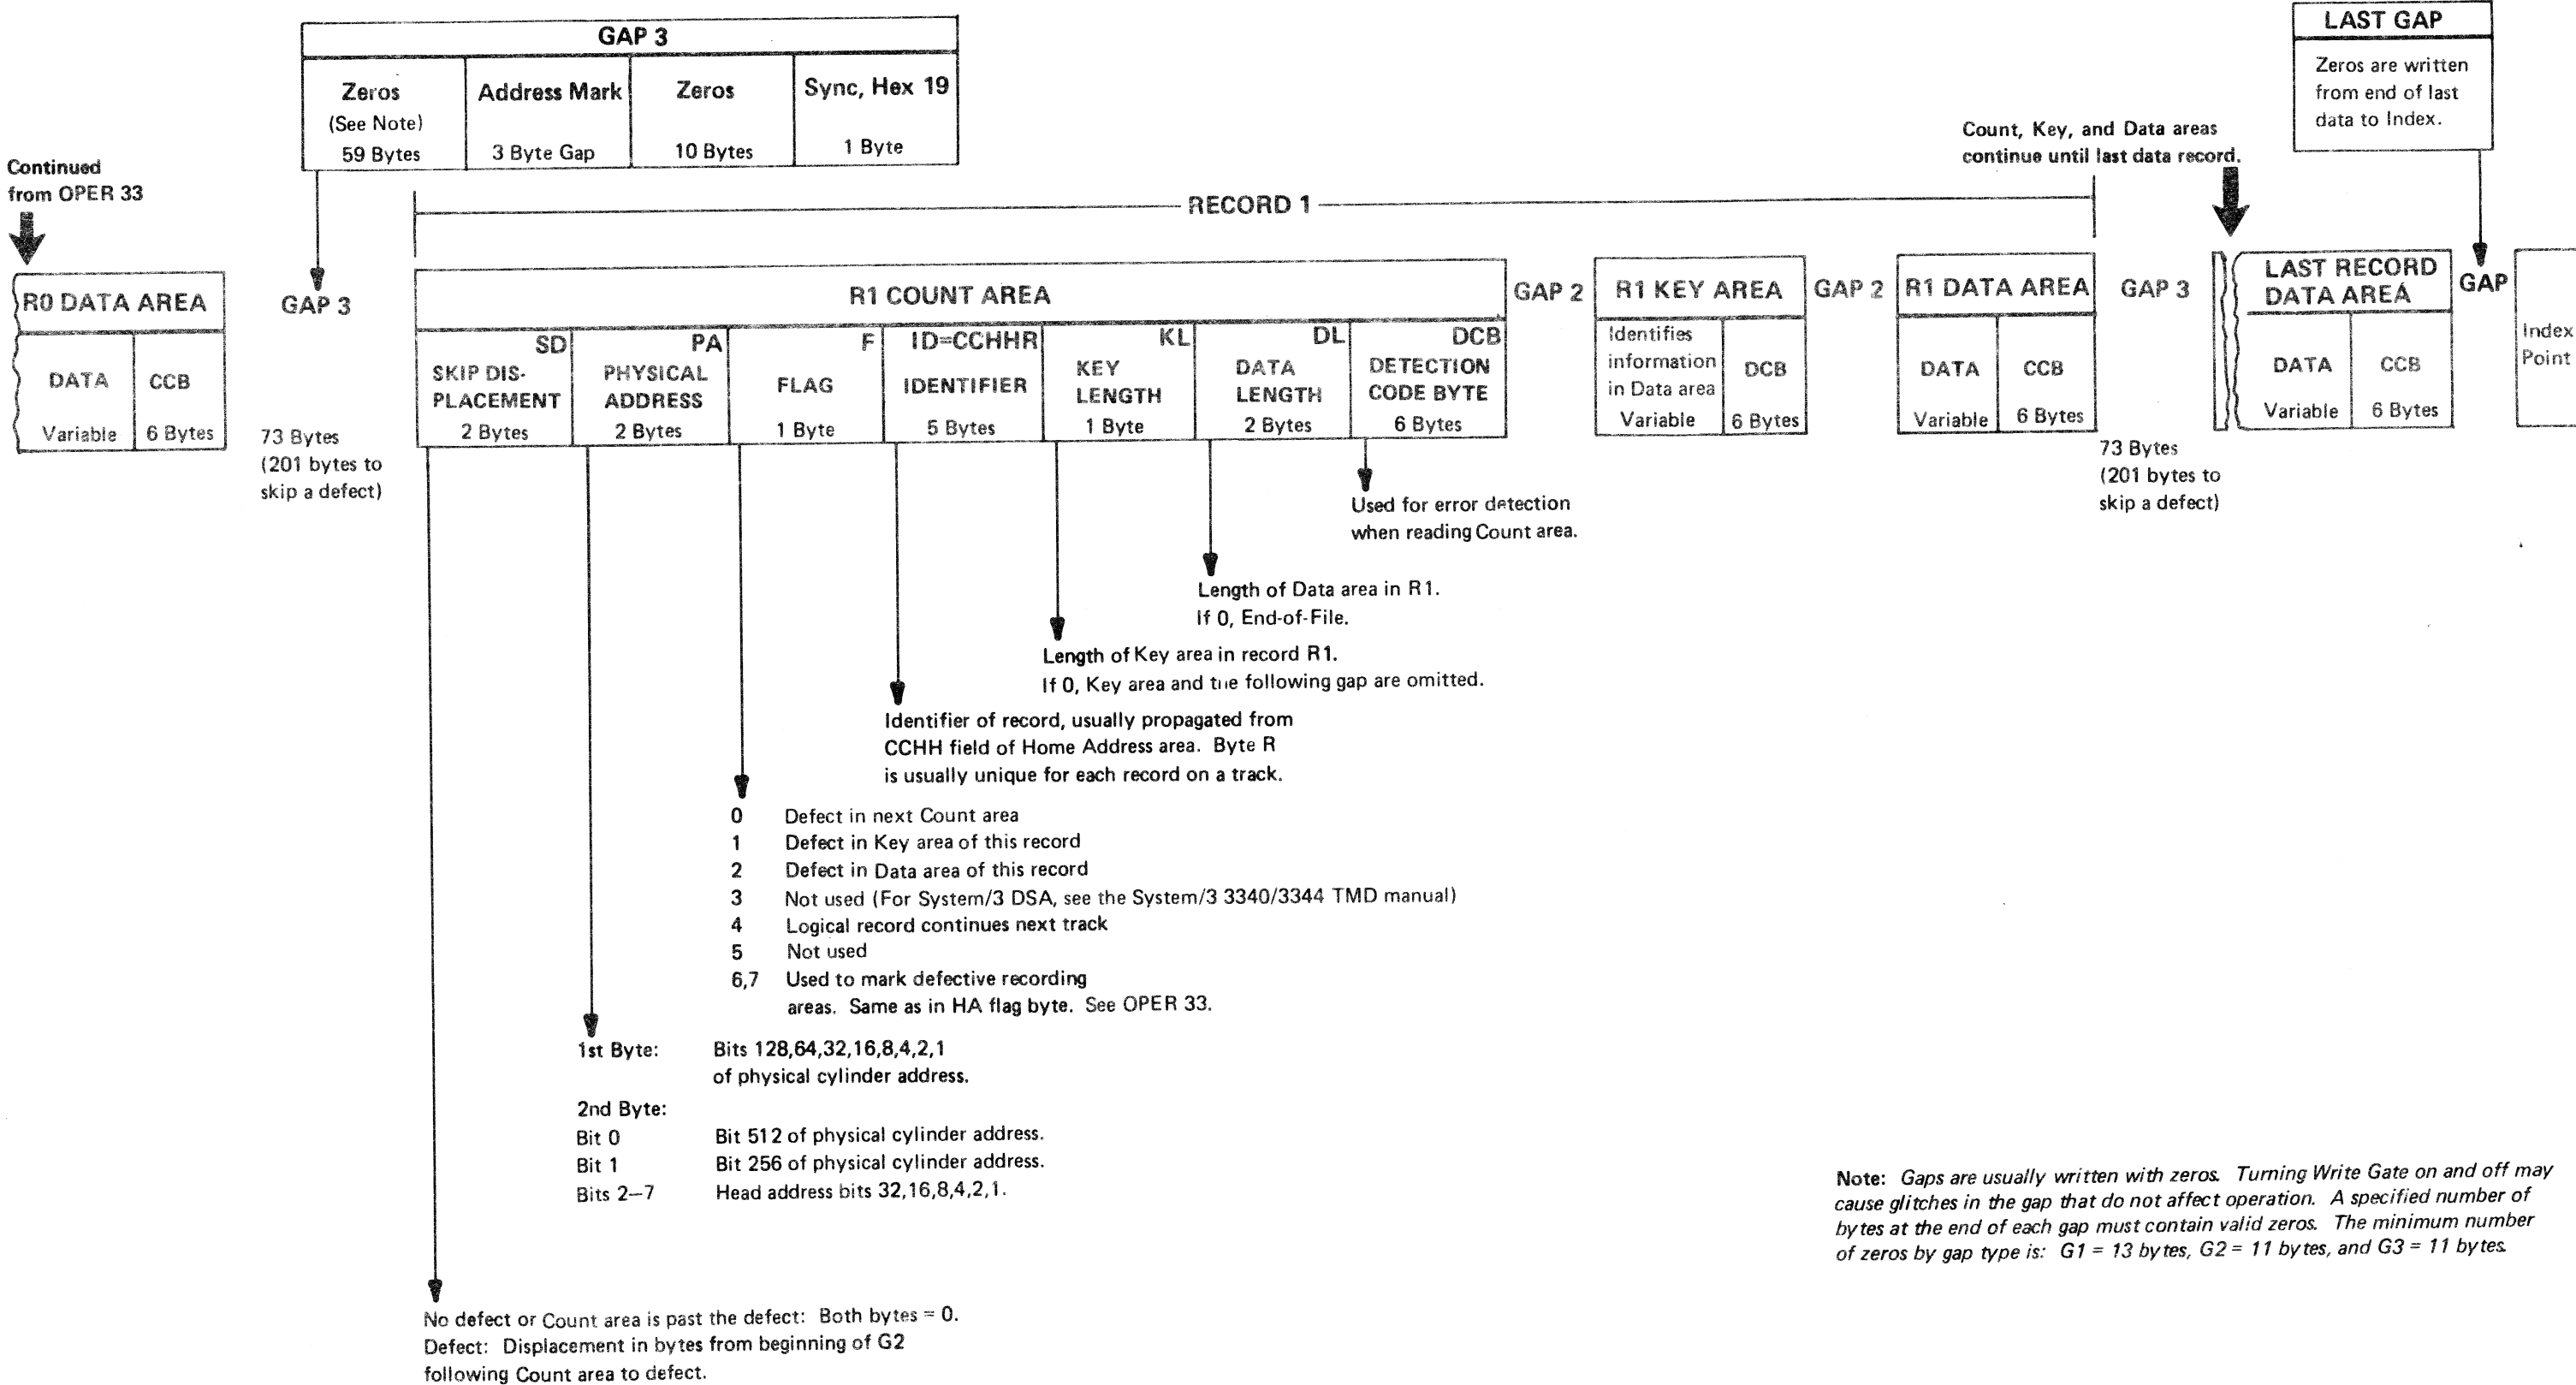 GAP 3
Zeros
(See Note)
59 Bytes
Address Mark
3 Byte Gap
Zeros
10 Bytes
Sync, Hex 19
1 Byte
LAST GAP
Zeros are written
from end of last
data to Index.
Count, Key, and Data areas
continue until last data record.
Continued
from OPER 33
RECORD 1
R0 DATA AREA
DATA
Variable
CCB
6 Bytes
GAP 3
73 Bytes
(201 bytes to
skip a defect)
R1 COUNT AREA
SD
SKIP DIS-
PLACEMENT
2 Bytes
PA
PHYSICAL
ADDRESS
2 Bytes
F
FLAG
1 Byte
ID=CCHHR
IDENTIFIER
5 Bytes
KL
KEY
LENGTH
1 Byte
DL
DATA
LENGTH
2 Bytes
DCB
DETECTION
CODE BYTE
6 Bytes
GAP 2
R1 KEY AREA
Identifies
information
in Data area
Variable
DCB
6 Bytes
GAP 2
R1 DATA AREA
DATA
Variable
CCB
6 Bytes
GAP 3
73 Bytes
(201 bytes to
skip a defect)
LAST RECORD
DATA AREA
DATA
Variable
CCB
6 Bytes
GAP
Index
Point
Used for error detection
when reading Count area.
Length of Data area in R1.
If 0, End-of-File.
Length of Key area in record R1.
If 0, Key area and the following gap are omitted.
Identifier of record, usually propagated from
CCHH field of Home Address area. Byte R
is usually unique for each record on a track.
0 Defect in next Count area
1 Defect in Key area of this record
2 Defect in Data area of this record
3 Not used (For System/3 DSA, see the System/3 3340/3344 TMD manual)
4 Logical record continues next track
5 Not used
6,7 Used to mark defective recording
areas. Same as in HA flag byte. See OPER 33.
1st Byte: Bits 128,64,32,16,8,4,2,1
of physical cylinder address.
2nd Byte:
Bit 0 Bit 512 of physical cylinder address.
Bit 1 Bit 256 of physical cylinder address.
Bits 2–7 Head address bits 32,16,8,4,2,1.
No defect or Count area is past the defect: Both bytes = 0.
Defect: Displacement in bytes from beginning of G2
following Count area to defect.
Note: Gaps are usually written with zeros. Turning Write Gate on and off may
cause glitches in the gap that do not affect operation. A specified number of
bytes at the end of each gap must contain valid zeros. The minimum number
of zeros by gap type is: G1 = 13 bytes, G2 = 11 bytes, and G3 = 11 bytes.